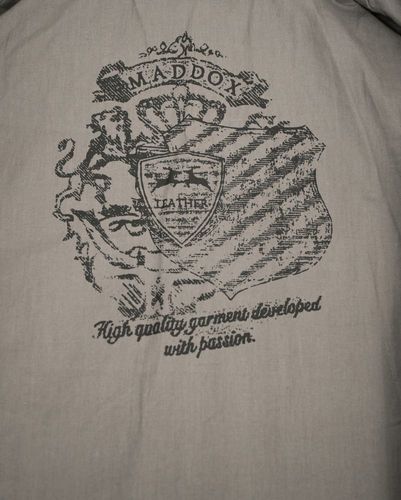 MADDOX
LEATHER
High quality garment developed
with passion.